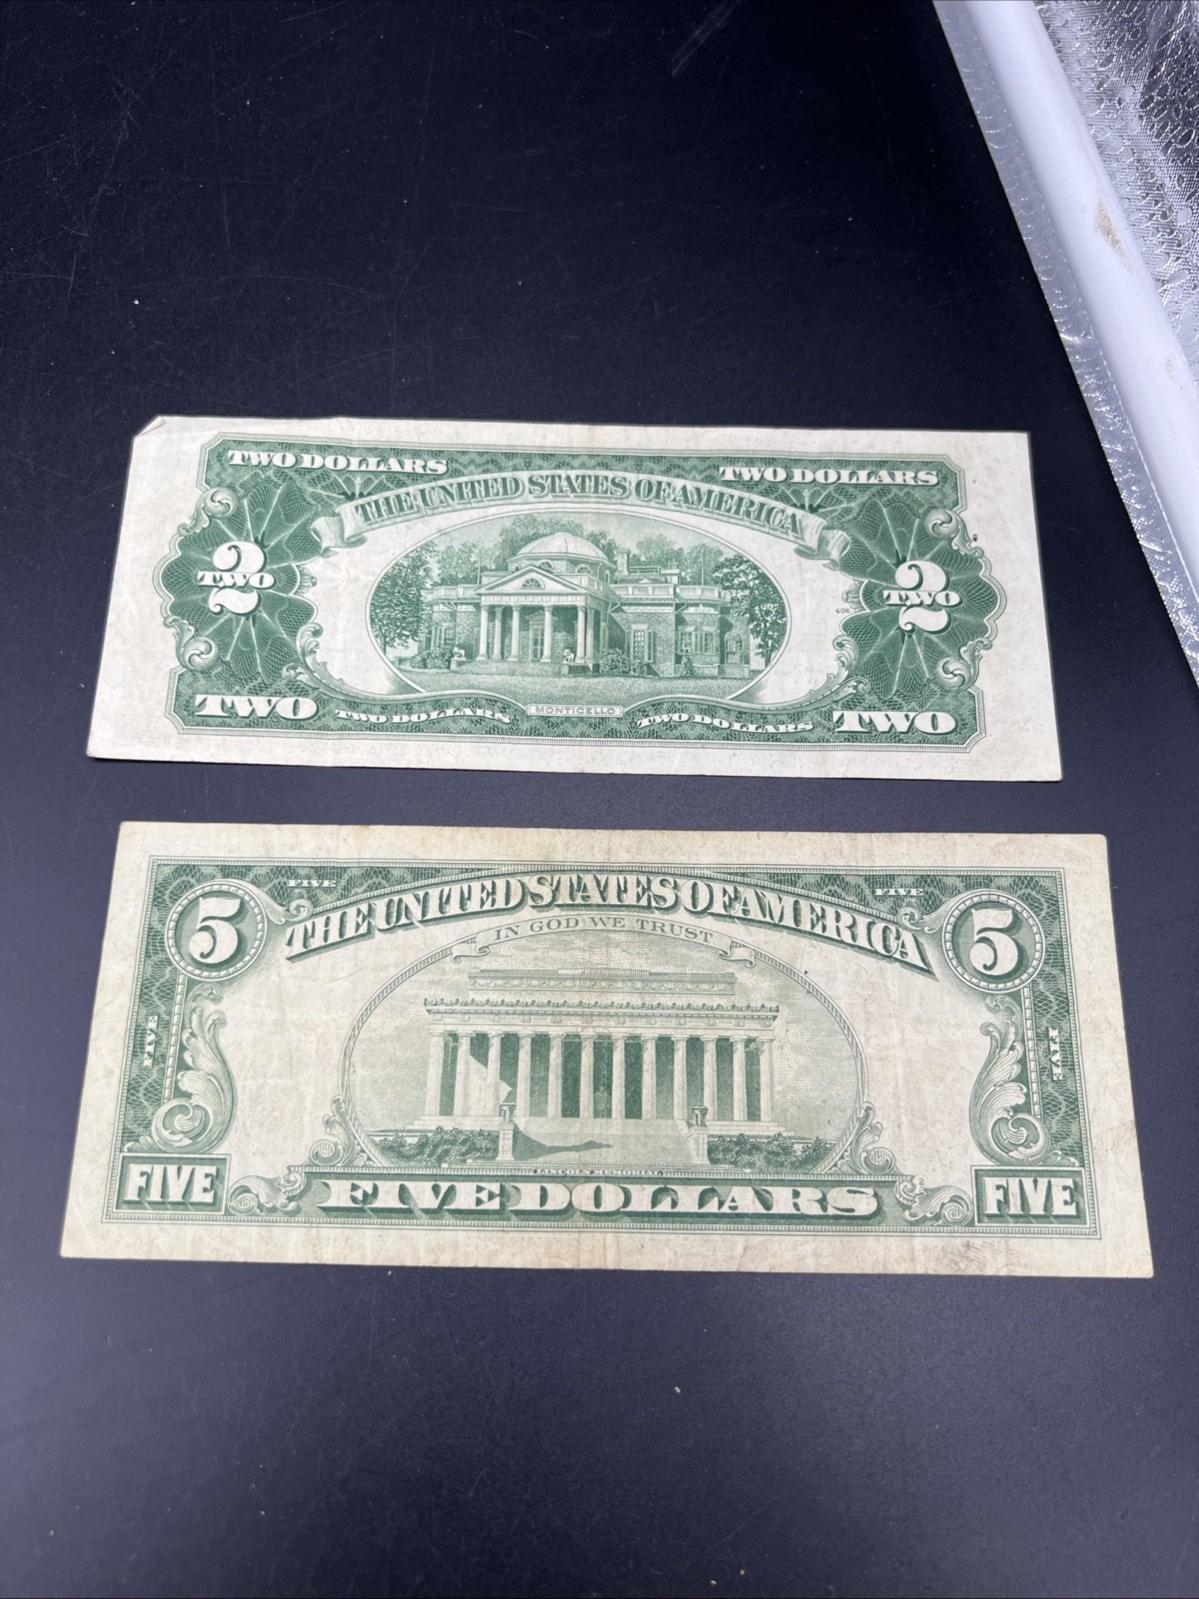 TWO DOLLARS
TWO DOLLARS
THE UNITED STATES OF AMERICA
2
TWO
2
TWO
TWO
TWO DOLLARS
MONTICELLO
TWO DOLLARS
TWO
FIVE
FIVE
5
THE UNITED STATES OF AMERICA
5
IN GOD WE TRUST
FIVE
FIVE
LINCOLN MEMORIAL
FIVE
FIVE DOLLARS
FIVE